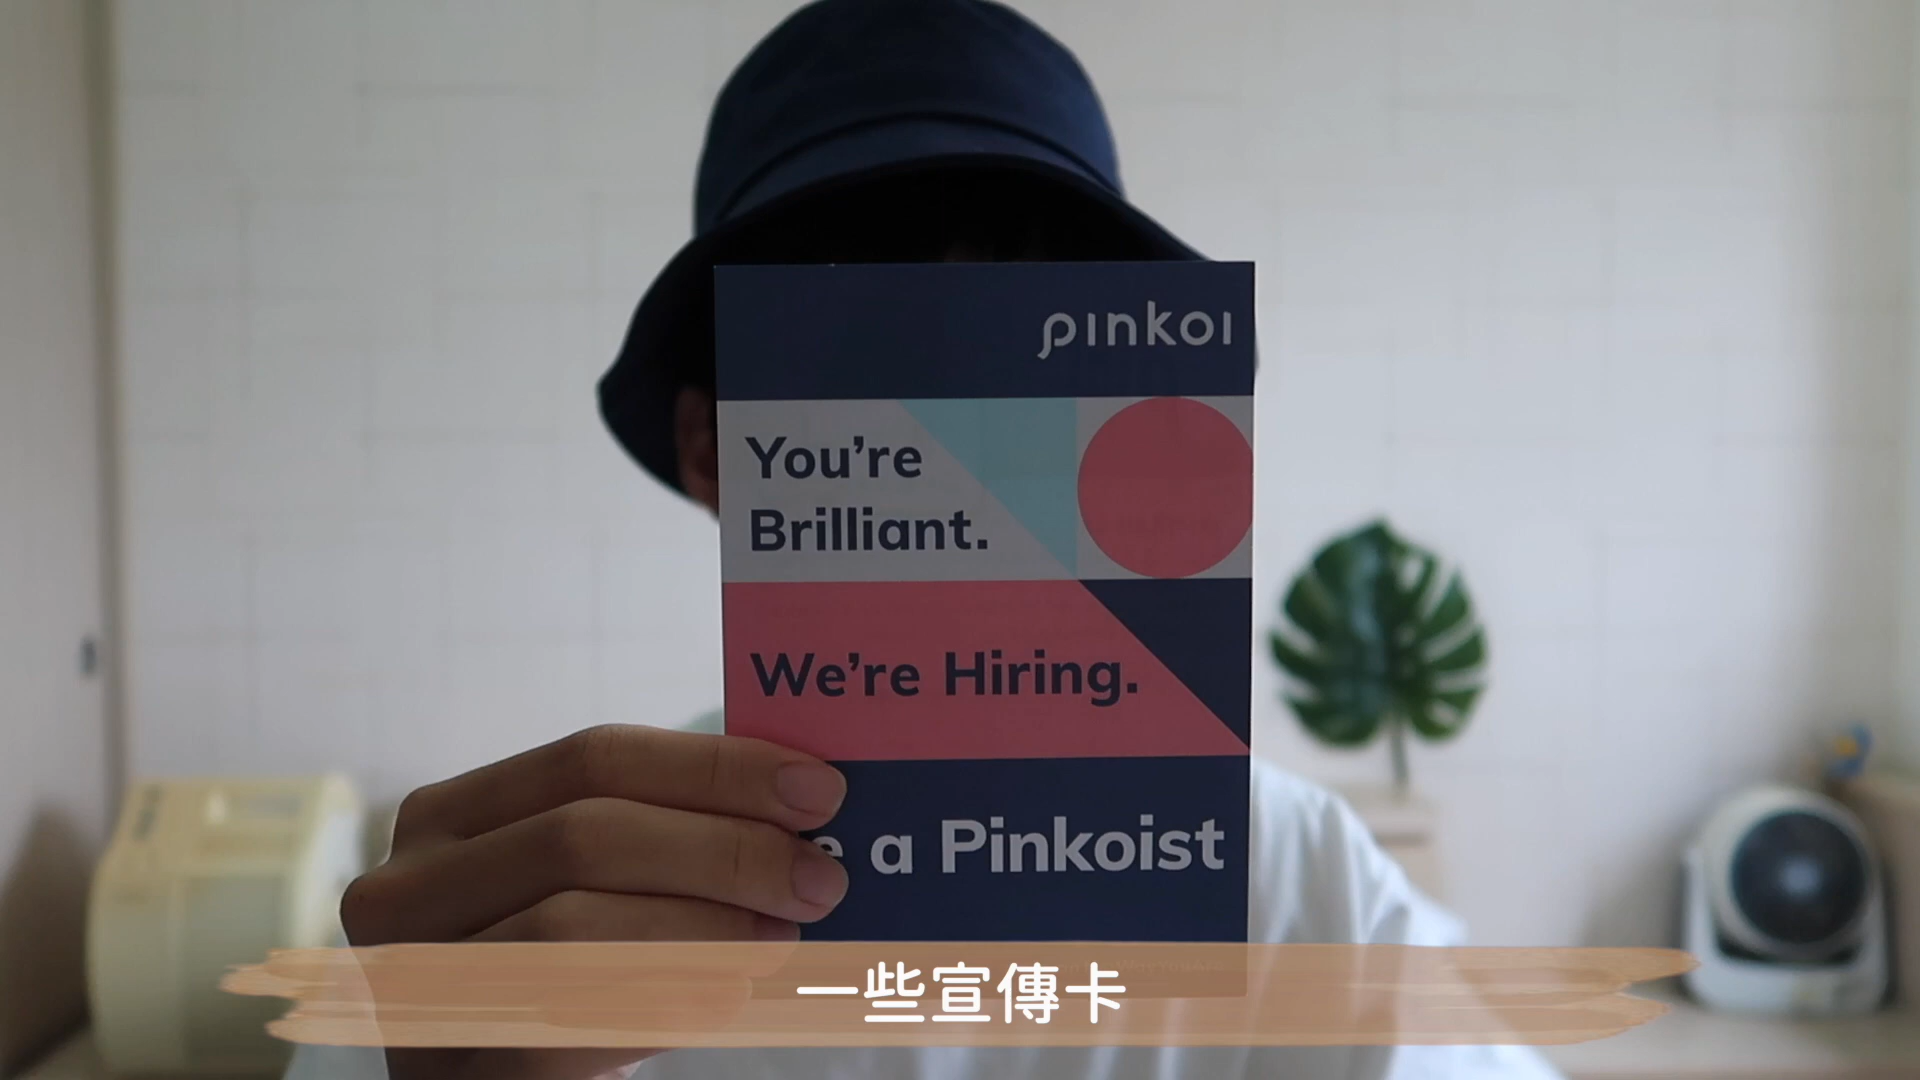 pinkoi
You’re
Brilliant.
We’re Hiring.
e a Pinkoist
一些宣傳卡